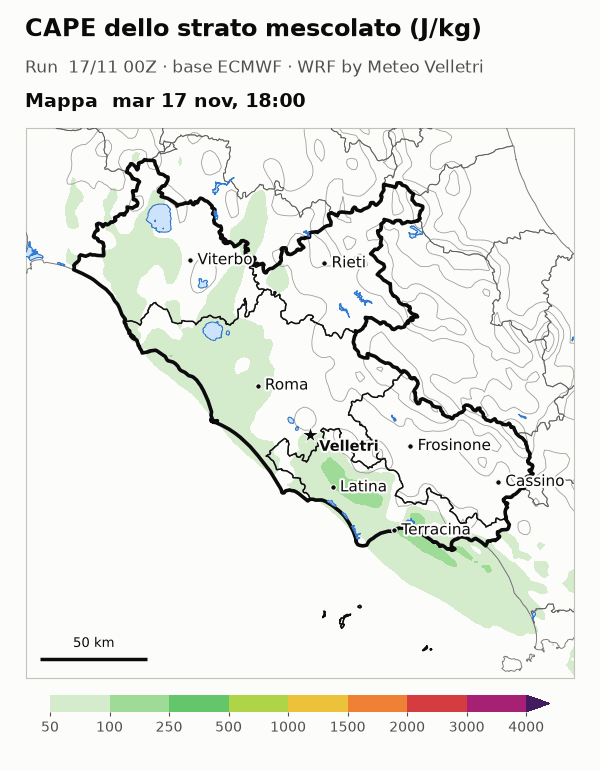 CAPE dello strato mescolato (J/kg)
Run 17/11 00Z · base ECMWF · WRF by Meteo Velletri
Mappa mar 17 nov, 18:00
Viterbo
Rieti
Roma
Velletri
Frosinone
Latina
Cassino
Terracina
50 km
50 100 250 500 1000 1500 2000 3000 4000